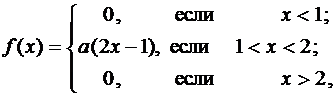 0, если x < 1;
f(x) = { a(2x − 1), если 1 < x < 2;
0, если x > 2,